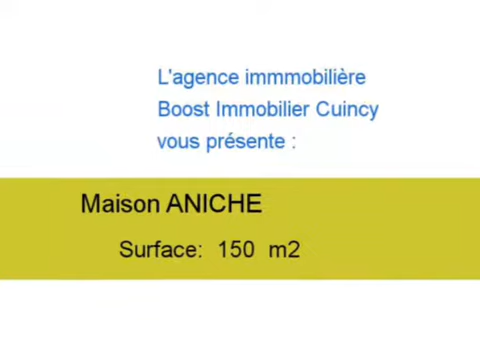 L'agence immmobilière
Boost Immobilier Cuincy
vous présente :
Maison ANICHE
Surface: 150 m2